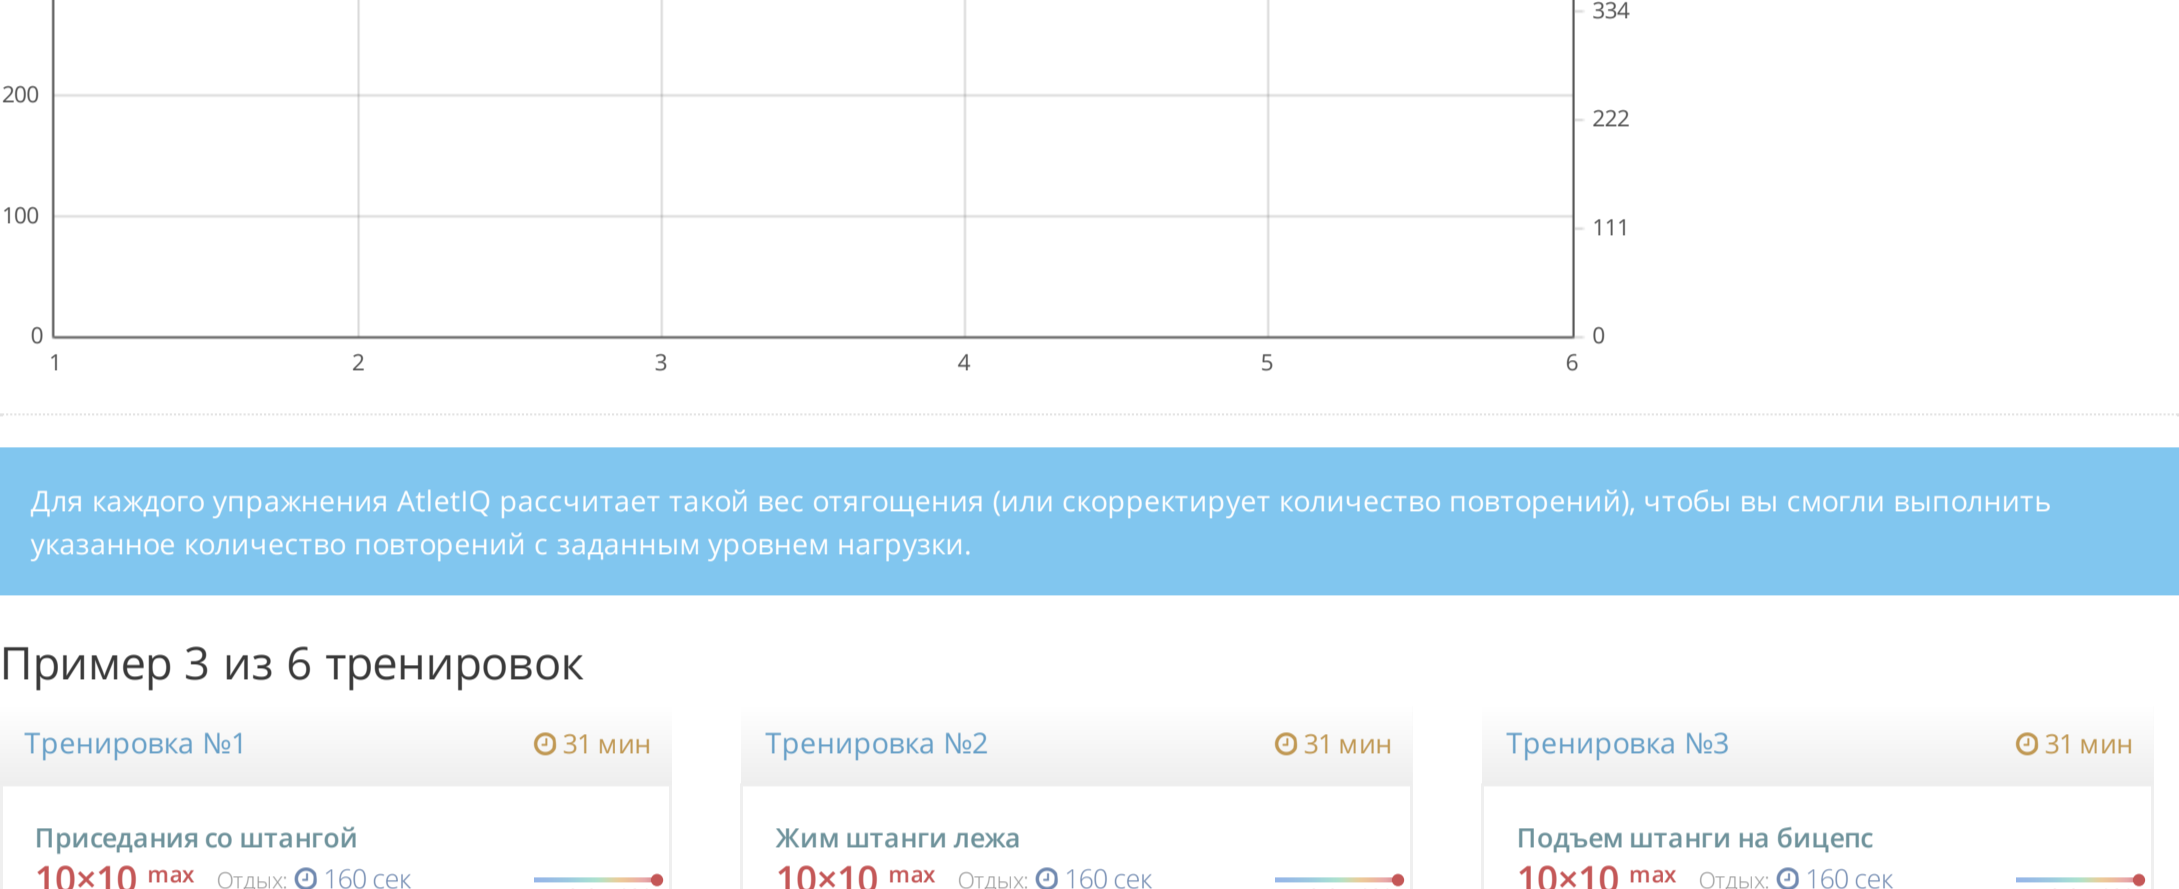 334
200
222
100
111
0
0
1 2 3 4 5 6
Для каждого упражнения AtletIQ рассчитает такой вес отягощения (или скорректирует количество повторений), чтобы вы смогли выполнить
указанное количество повторений с заданным уровнем нагрузки.
Пример 3 из 6 тренировок
Тренировка №1 31 мин
Приседания со штангой
10×10 max Отдых: 160 сек
Тренировка №2 31 мин
Жим штанги лежа
10×10 max Отдых: 160 сек
Тренировка №3 31 мин
Подъем штанги на бицепс
10×10 max Отдых: 160 сек